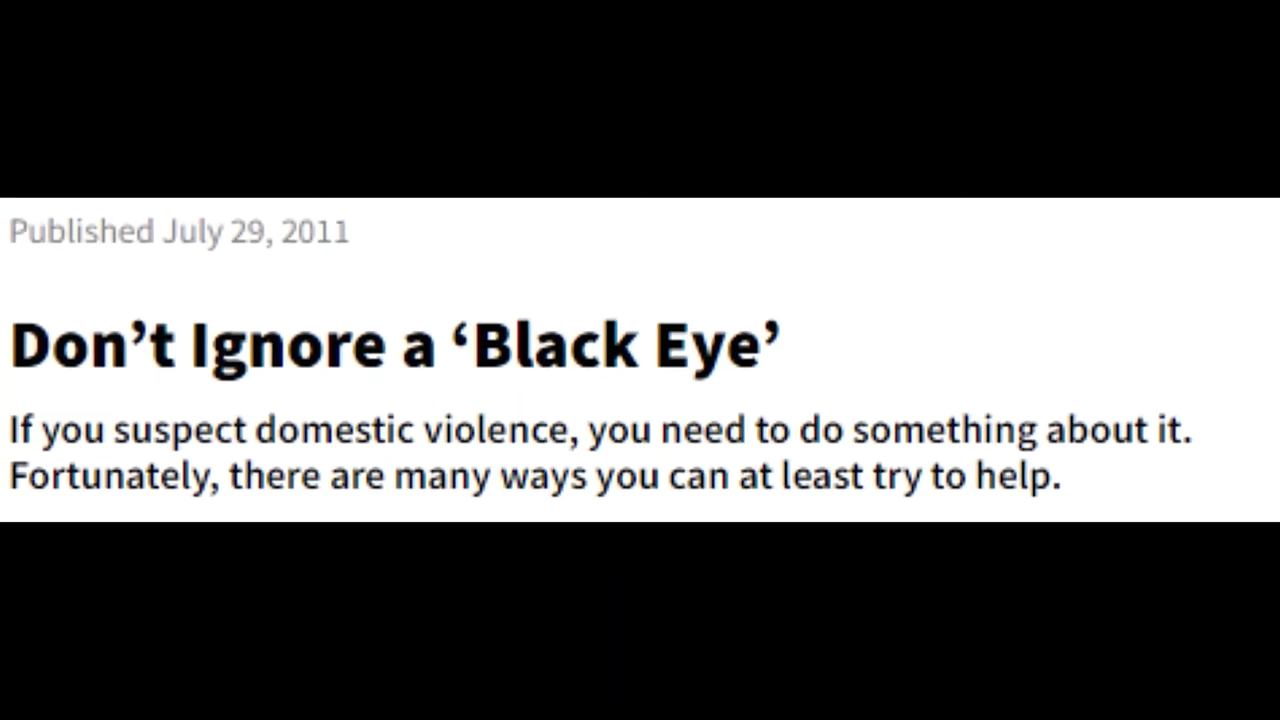 Published July 29, 2011
Don’t Ignore a ‘Black Eye’
If you suspect domestic violence, you need to do something about it.
Fortunately, there are many ways you can at least try to help.